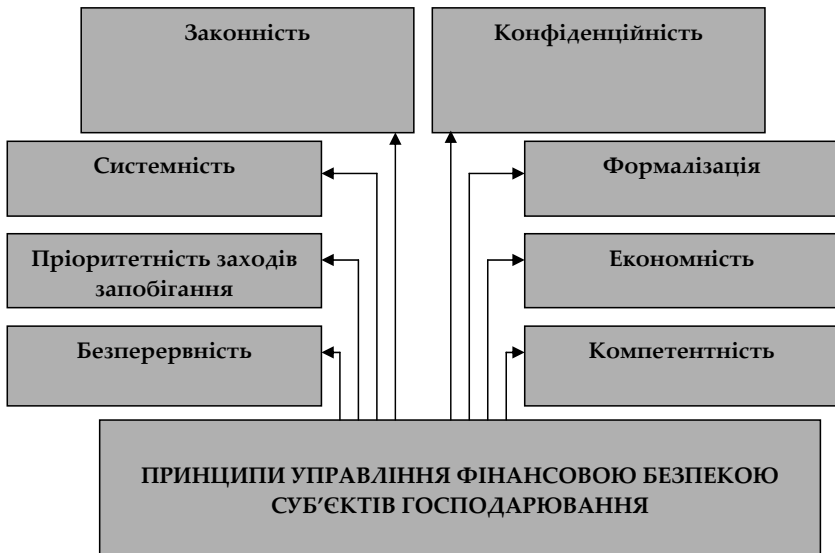 Законність
Конфіденційність
Системність
Формалізація
Пріоритетність заходів
запобігання
Економність
Безперервність
Компетентність
ПРИНЦИПИ УПРАВЛІННЯ ФІНАНСОВОЮ БЕЗПЕКОЮ
СУБ’ЄКТІВ ГОСПОДАРЮВАННЯ